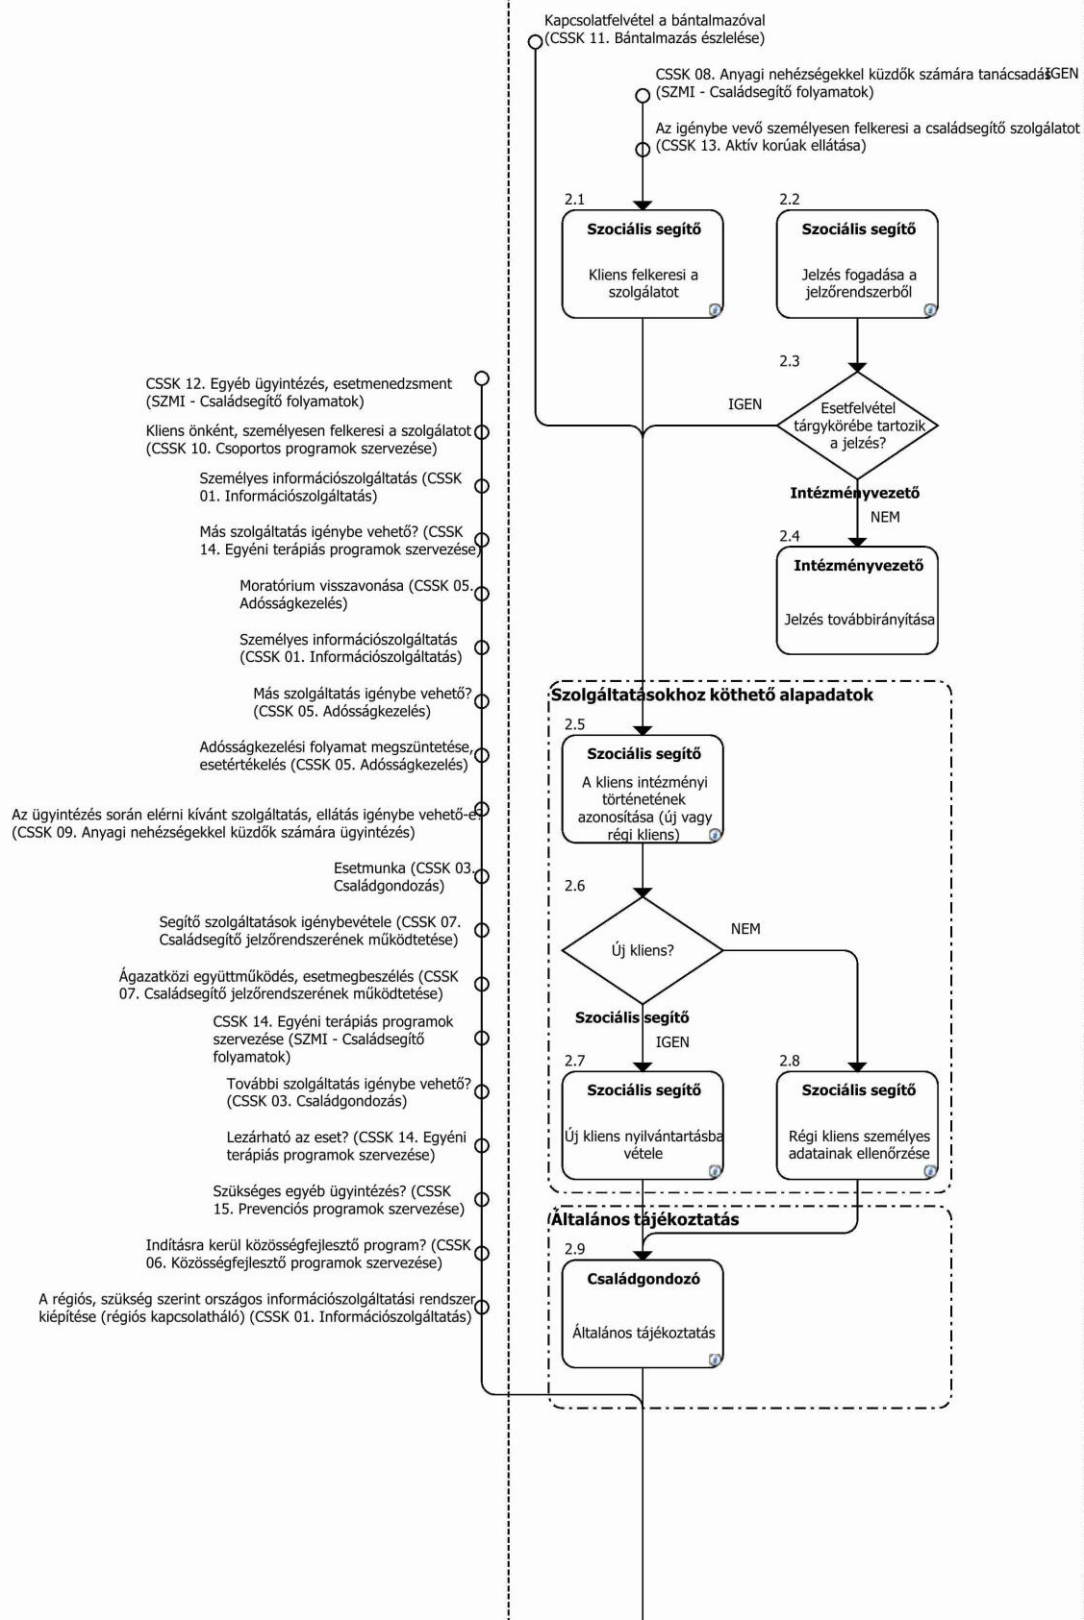 Kapcsolatfelvétel a bántalmazóval
(CSSK 11. Bántalmazás észlelése)
CSSK 08. Anyagi nehézségekkel küzdők számára tanácsadás
IGEN
(SZMI - Családsegítő folyamatok)
Az igénybe vevő személyesen felkeresi a családsegítő szolgálatot
(CSSK 13. Aktív korúak ellátása)
2.1
Szociális segítő
Kliens felkeresi a
szolgálatot
2.2
Szociális segítő
Jelzés fogadása a
jelzőrendszerből
2.3
IGEN
Esetfelvétel
tárgykörébe tartozik
a jelzés?
Intézményvezető
NEM
2.4
Intézményvezető
Jelzés továbbirányítása
CSSK 12. Egyéb ügyintézés, esetmenedzsment
(SZMI - Családsegítő folyamatok)
Kliens önként, személyesen felkeresi a szolgálatot
(CSSK 10. Csoportos programok szervezése)
Személyes információszolgáltatás (CSSK
01. Információszolgáltatás)
Más szolgáltatás igénybe vehető? (CSSK
14. Egyéni terápiás programok szervezése)
Moratórium visszavonása (CSSK 05.
Adósságkezelés)
Személyes információszolgáltatás
(CSSK 01. Információszolgáltatás)
Más szolgáltatás igénybe vehető?
(CSSK 05. Adósságkezelés)
Adósságkezelési folyamat megszüntetése,
esetértékelés (CSSK 05. Adósságkezelés)
Az ügyintézés során elérni kívánt szolgáltatás, ellátás igénybe vehető-e?
(CSSK 09. Anyagi nehézségekkel küzdők számára ügyintézés)
Esetmunka (CSSK 03.
Családgondozás)
Segítő szolgáltatások igénybevétele (CSSK 07.
Családsegítő jelzőrendszerének működtetése)
Ágazatközi együttműködés, esetmegbeszélés (CSSK
07. Családsegítő jelzőrendszerének működtetése)
CSSK 14. Egyéni terápiás programok
szervezése (SZMI - Családsegítő
folyamatok)
További szolgáltatás igénybe vehető?
(CSSK 03. Családgondozás)
Lezárható az eset? (CSSK 14. Egyéni
terápiás programok szervezése)
Szükséges egyéb ügyintézés? (CSSK
15. Prevenciós programok szervezése)
Indításra kerül közösségfejlesztő program? (CSSK
06. Közösségfejlesztő programok szervezése)
A régiós, szükség szerint országos információszolgáltatási rendszer
kiépítése (régiós kapcsolatháló) (CSSK 01. Információszolgáltatás)
Szolgáltatásokhoz köthető alapadatok
2.5
Szociális segítő
A kliens intézményi
történetének
azonosítása (új vagy
régi kliens)
2.6
Új kliens?
NEM
Szociális segítő
IGEN
2.7
Szociális segítő
Új kliens nyilvántartásba
vétele
2.8
Szociális segítő
Régi kliens személyes
adatainak ellenőrzése
Általános tájékoztatás
2.9
Családgondozó
Általános tájékoztatás